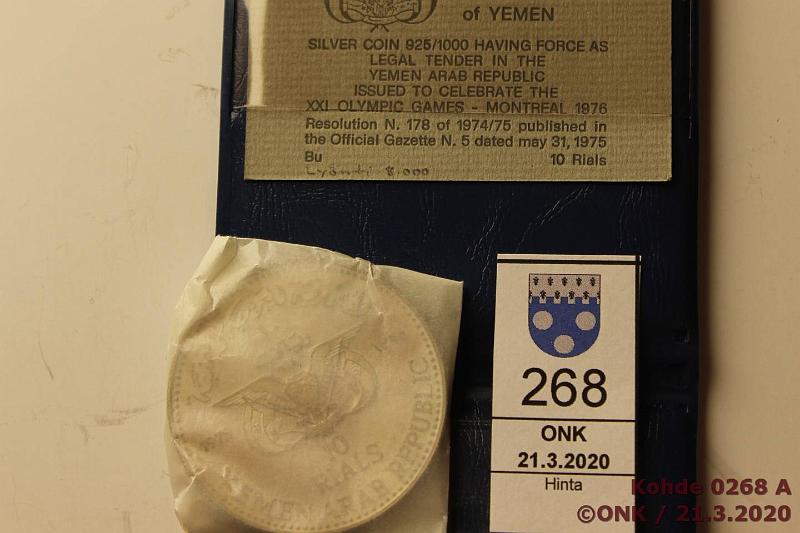 of YEMEN
SILVER COIN 925/1000 HAVING FORCE AS
LEGAL TENDER IN THE
YEMEN ARAB REPUBLIC
ISSUED TO CELEBRATE THE
XXI OLYMPIC GAMES - MONTREAL 1976
Resolution N. 178 of 1974/75 published in
the Official Gazette N. 5 dated may 31, 1975
Bu 10 Rials
8.000
YEMEN ARAB REPUBLIC
268
ONK
21.3.2020
Hinta
Kohde 0268 A
©ONK / 21.3.2020